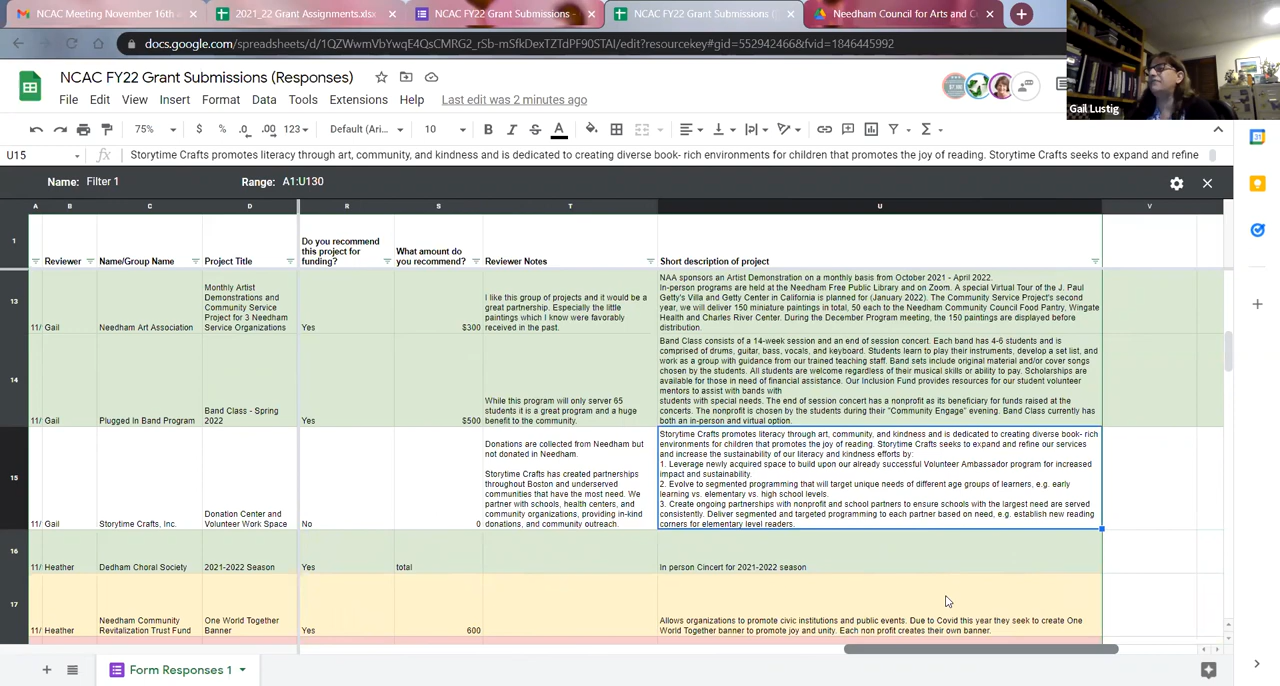 NCAC Meeting November 16th
2021_22 Grant Assignments.xlsx
NCAC FY22 Grant Submissions -
NCAC FY22 Grant Submissions (
Needham Council for Arts and C
docs.google.com/spreadsheets/d/1QZWwmVbYwqE4QsCMRG2_rSb-mSfkDexTZTdPF90STAI/edit?resourcekey#gid=552942466&fvid=1846445992
Gail Lustig
NCAC FY22 Grant Submissions (Responses)
File Edit View Insert Format Data Tools Extensions Help Last edit was 2 minutes ago
75% $ % .0 .00 123 Default (Ari... 10 B I S A
U15 fx Storytime Crafts promotes literacy through art, community, and kindness and is dedicated to creating diverse book- rich environments for children that promotes the joy of reading. Storytime Crafts seeks to expand and refine
Name: Filter 1 Range: A1:U130
A B C D R S T U V
1 Reviewer Name/Group Name Project Title
Do you recommend
this project for
funding?
What amount do
you recommend?
Reviewer Notes
Short description of project
13 11/ Gail Needham Art Association
Monthly Artist
Demonstrations and
Community Service
Project for 3 Needham
Service Organizations
Yes $300
I like this group of projects and it would be a
great partnership. Especially the little
paintings which I know were favorably
received in the past.
NAA sponsors an Artist Demonstration on a monthly basis from October 2021 - April 2022.
In-person programs are held at the Needham Free Public Library and on Zoom. A special Virtual Tour of the J. Paul
Getty's Villa and Getty Center in California is planned for (January 2022). The Community Service Project's second
year, we will deliver 150 miniature paintings in total, 50 each to the Needham Community Council Food Pantry, Wingate
Health and Charles River Center. During the December Program meeting, the 150 paintings are displayed before
distribution.
14 11/ Gail Plugged In Band Program
Band Class - Spring
2022
Yes $500
While this program will only server 65
students it is a great program and a huge
benefit to the community.
Band Class consists of a 14-week session and an end of session concert. Each band has 4-6 students and is
comprised of drums, guitar, bass, vocals, and keyboard. Students learn to play their instruments, develop a set list, and
work as a group with guidance from our trained teaching staff. Band sets include original material and/or cover songs
chosen by the students. All students are welcome regardless of their musical skills or ability to pay. Scholarships are
available for those in need of financial assistance. Our Inclusion Fund provides resources for our student volunteer
mentors to assist with bands with
students with special needs. The end of session concert has a nonprofit as its beneficiary for funds raised at the
concerts. The nonprofit is chosen by the students during their "Community Engage" evening. Band Class currently has
both an in-person and virtual option.
15 11/ Gail Storytime Crafts, Inc.
Donation Center and
Volunteer Work Space
No 0
Donations are collected from Needham but
not donated in Needham.
Storytime Crafts has created partnerships
throughout Boston and underserved
communities that have the most need. We
partner with schools, health centers, and
community organizations, providing in-kind
donations, and community outreach.
Storytime Crafts promotes literacy through art, community, and kindness and is dedicated to creating diverse book- rich
environments for children that promotes the joy of reading. Storytime Crafts seeks to expand and refine our services
and increase the sustainability of our literacy and kindness efforts by:
1. Leverage newly acquired space to build upon our already successful Volunteer Ambassador program for increased
impact and sustainability.
2. Evolve to segmented programming that will target unique needs of different age groups of learners, e.g. early
learning vs. elementary vs. high school levels.
3. Create ongoing partnerships with nonprofit and school partners to ensure schools with the largest need are served
consistently. Deliver segmented and targeted programming to each partner based on need, e.g. establish new reading
corners for elementary level readers.
16 11/ Heather Dedham Choral Society 2021-2022 Season Yes total In person Cincert for 2021-2022 season
17 11/ Heather
Needham Community
Revitalization Trust Fund
One World Together
Banner
Yes 600
Allows organizations to promote civic institutions and public events. Due to Covid this year they seek to create One
World Together banner to promote joy and unity. Each non profit creates their own banner.
Form Responses 1